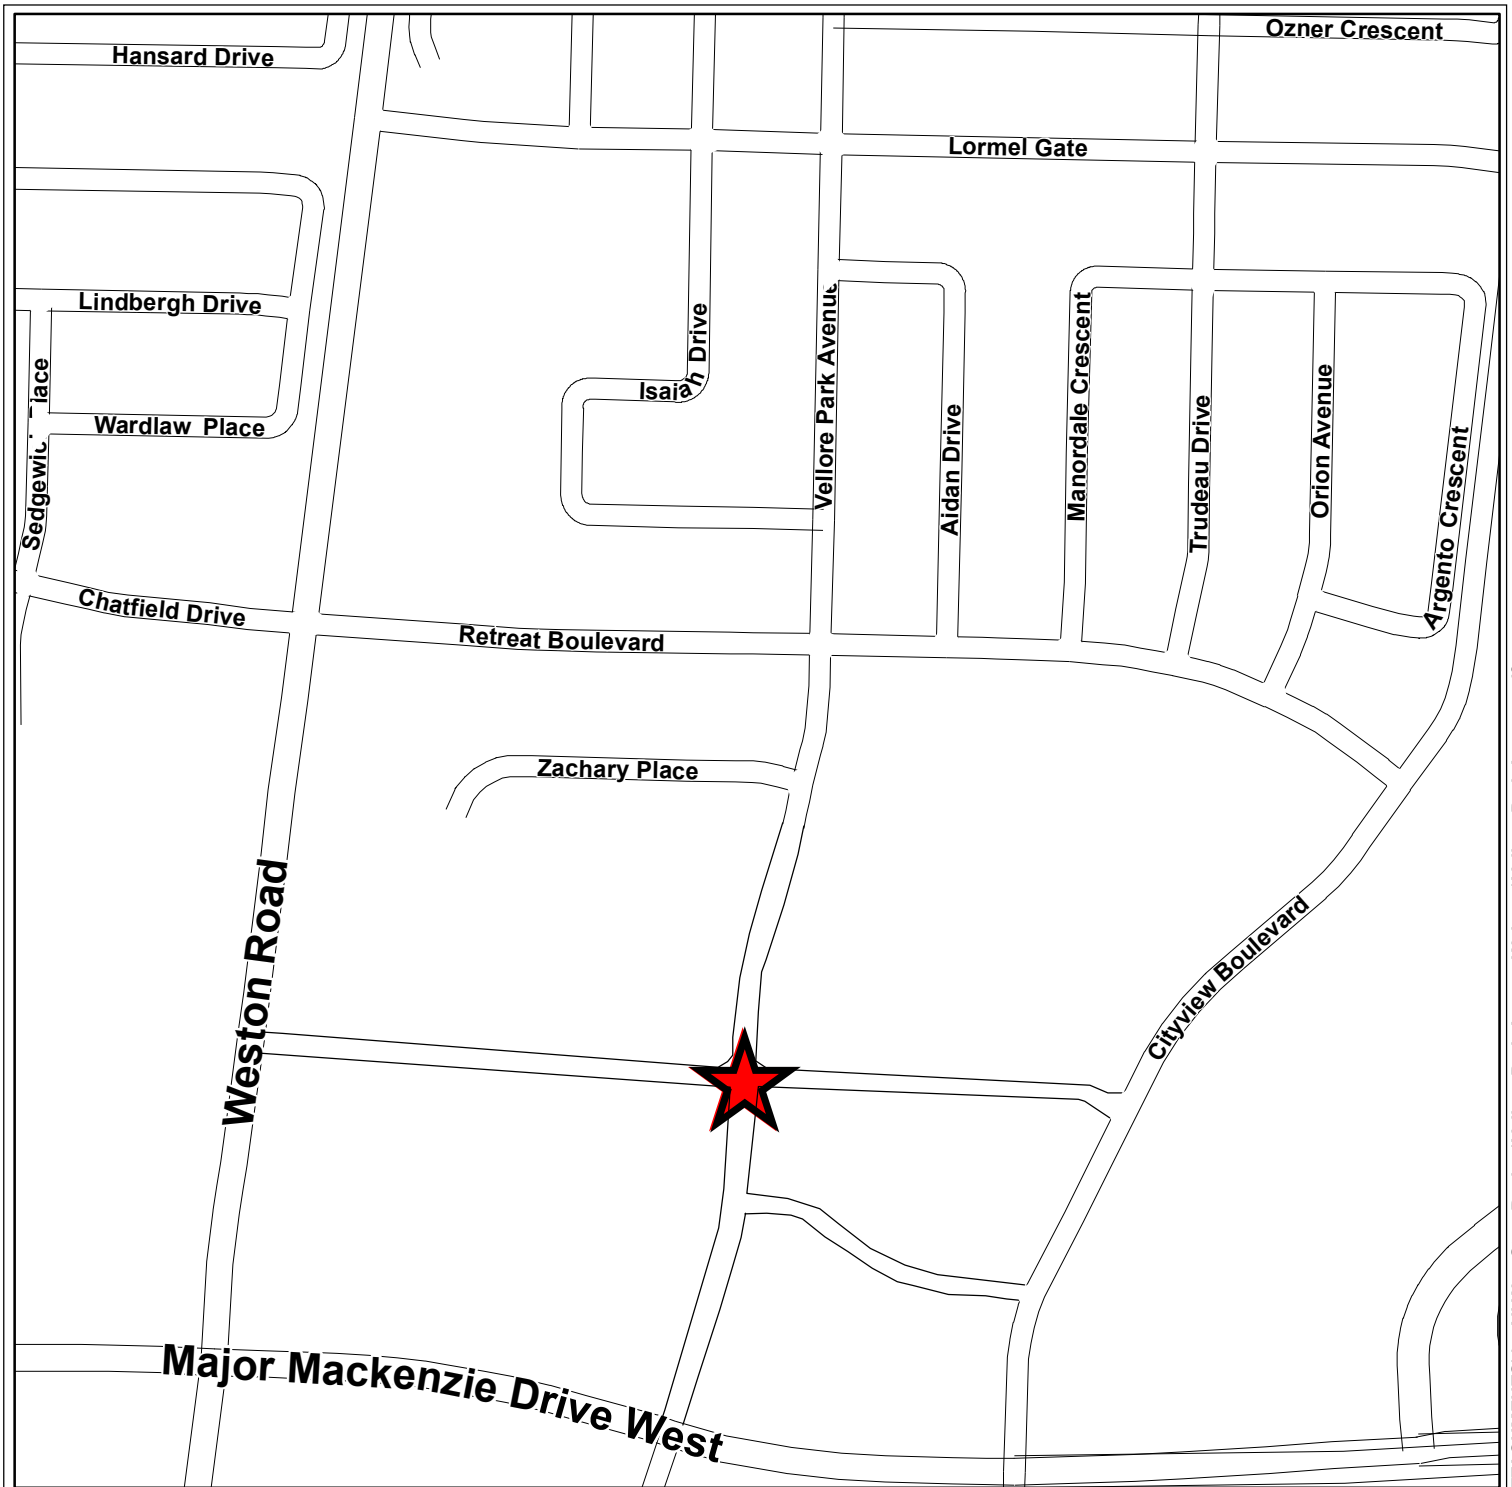 Ozner Crescent
Hansard Drive
Lormel Gate
Lindbergh Drive
Isaiah Drive
Vellore Park Avenue
Manordale Crescent
Wardlaw Place
Aidan Drive
Trudeau Drive
Orion Avenue
Argento Crescent
Chatfield Drive
Retreat Boulevard
Zachary Place
Weston Road
Cityview Boulevard
Major Mackenzie Drive West